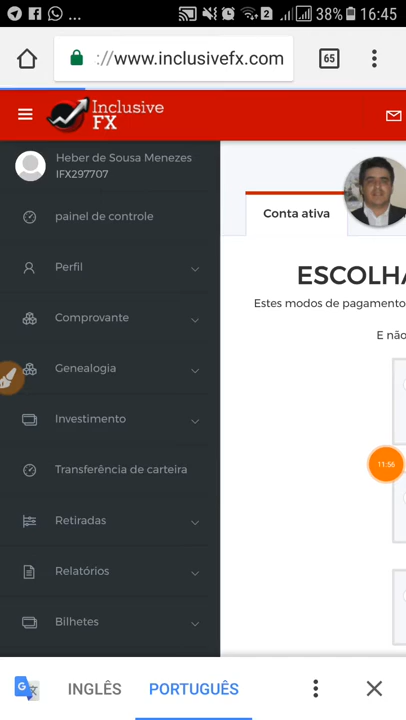 ... 2 38% 16:45
://www.inclusivefx.com 65
Inclusive
FX
Heber de Sousa Menezes
IFX297707
painel de controle
Conta ativa
Perfil
ESCOLHA
Estes modos de pagamento
Comprovante
E não
Genealogia
Investimento
11:56
Transferência de carteira
Retiradas
Relatórios
Bilhetes
INGLÊS PORTUGUÊS